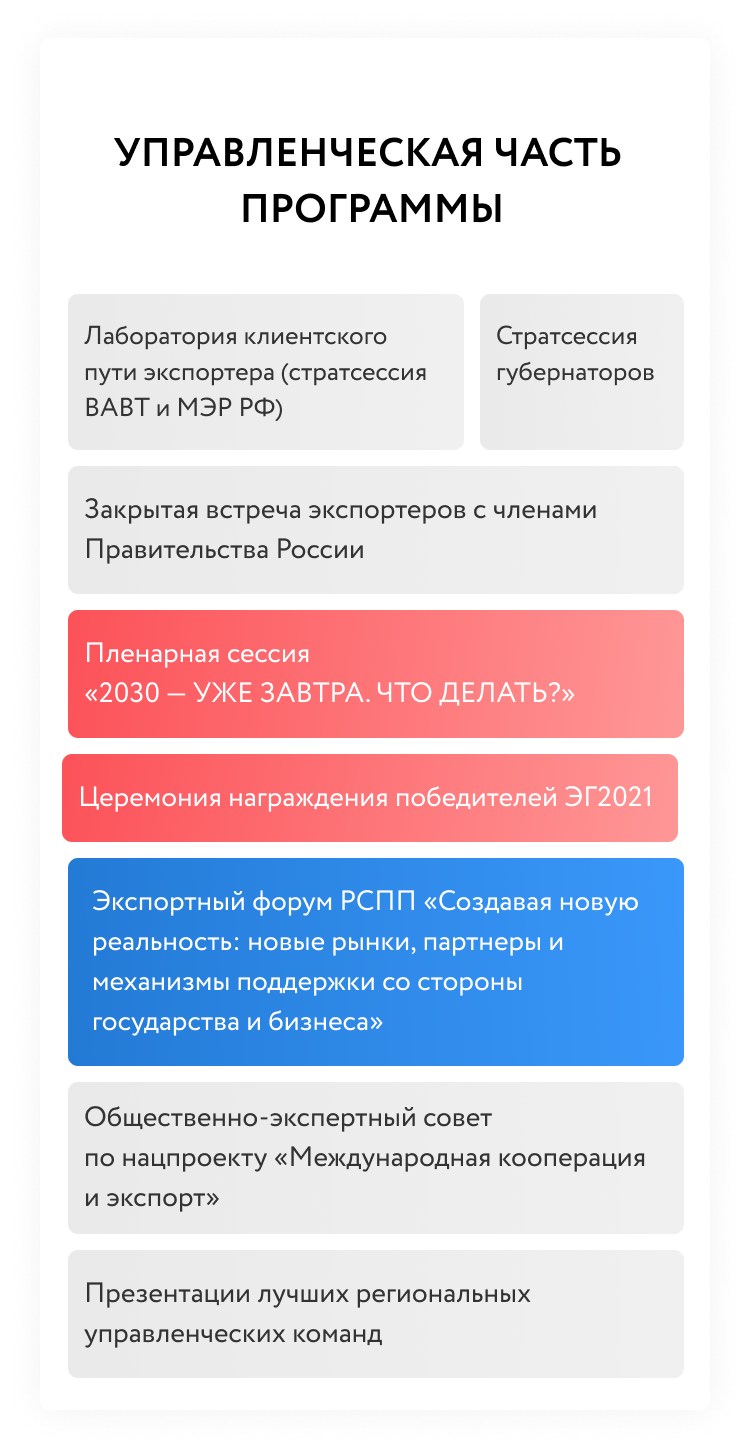 УПРАВЛЕНЧЕСКАЯ ЧАСТЬ
ПРОГРАММЫ
Лаборатория клиентского
пути экспортера (стратсессия
ВАВТ и МЭР РФ)
Стратсессия
губернаторов
Закрытая встреча экспортеров с членами
Правительства России
Пленарная сессия
«2030 — УЖЕ ЗАВТРА. ЧТО ДЕЛАТЬ?»
Церемония награждения победителей ЭГ2021
Экспортный форум РСПП «Создавая новую
реальность: новые рынки, партнеры и
механизмы поддержки со стороны
государства и бизнеса»
Общественно-экспертный совет
по нацпроекту «Международная кооперация
и экспорт»
Презентации лучших региональных
управленческих команд